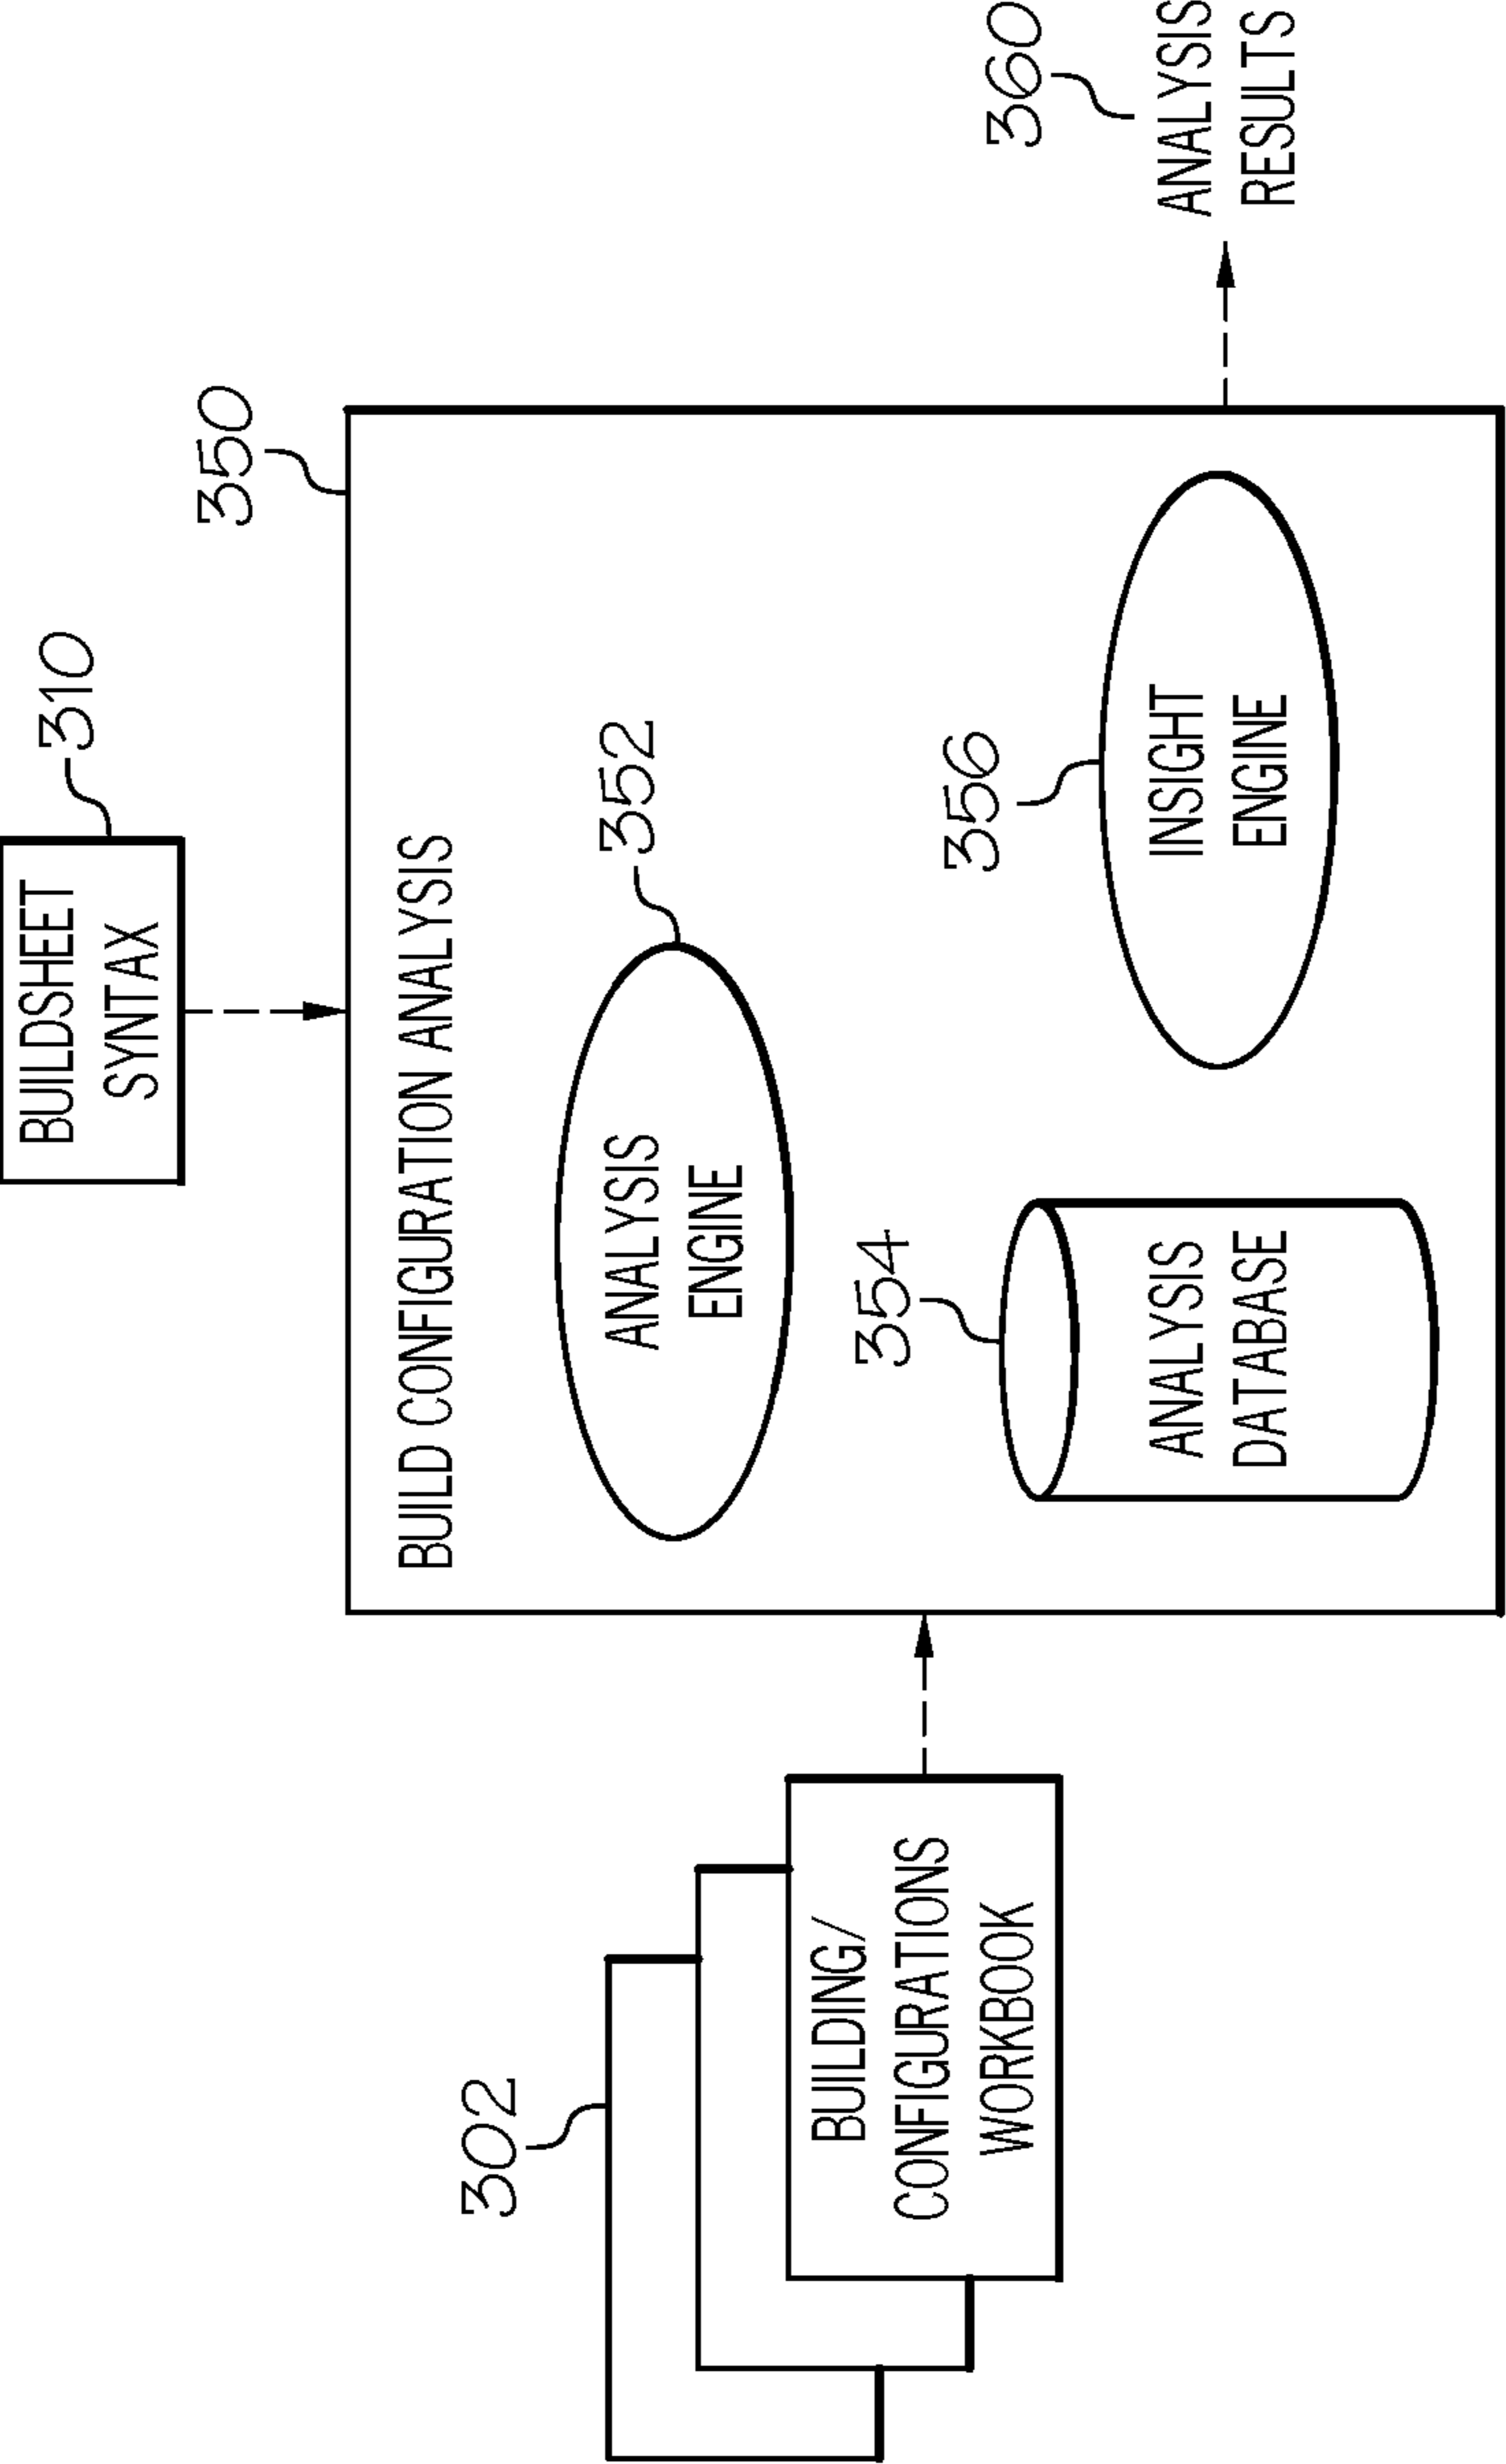 BUILDSHEET
SYNTAX
310
350
BUILD CONFIGURATION ANALYSIS
302
352
ANALYSIS
ENGINE
BUILDING/
CONFIGURATIONS
WORKBOOK
354
ANALYSIS
DATABASE
356
INSIGHT
ENGINE
360
ANALYSIS
RESULTS